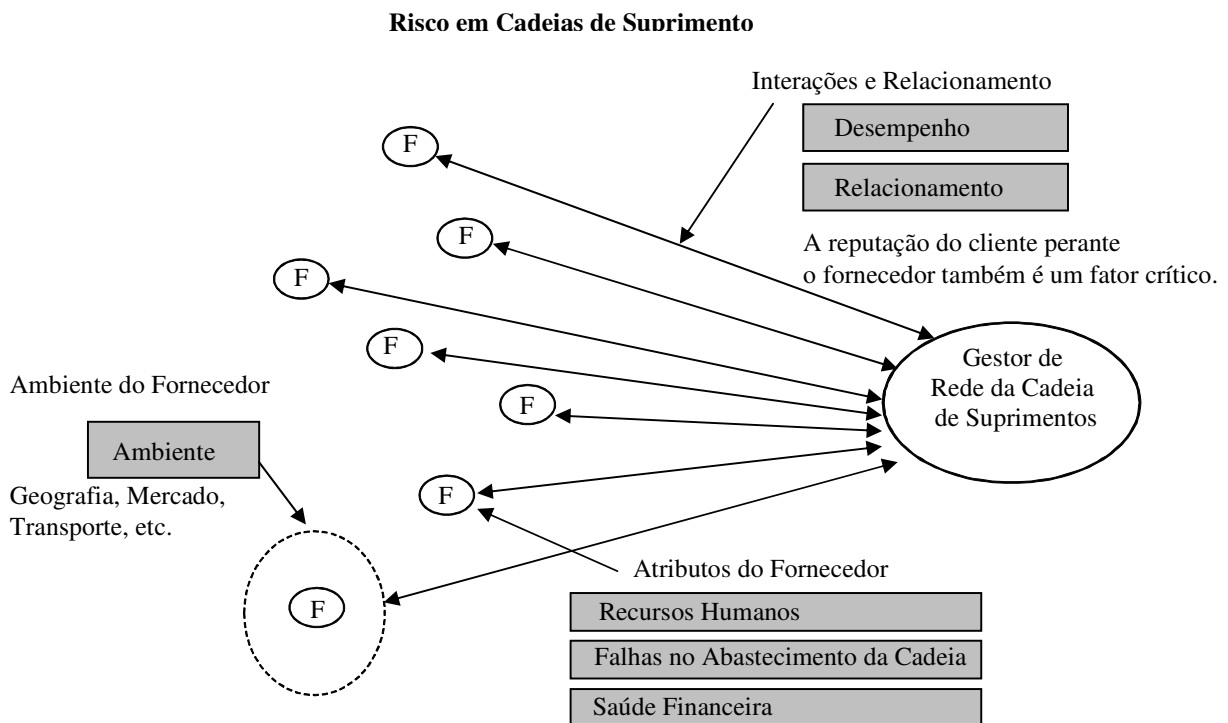 Risco em Cadeias de Suprimento
Interações e Relacionamento
Desempenho
Relacionamento
A reputação do cliente perante
o fornecedor também é um fator crítico.
F
F
F
F
F
F
F
Gestor de
Rede da Cadeia
de Suprimentos
Ambiente do Fornecedor
Ambiente
Geografia, Mercado,
Transporte, etc.
Atributos do Fornecedor
Recursos Humanos
Falhas no Abastecimento da Cadeia
Saúde Financeira